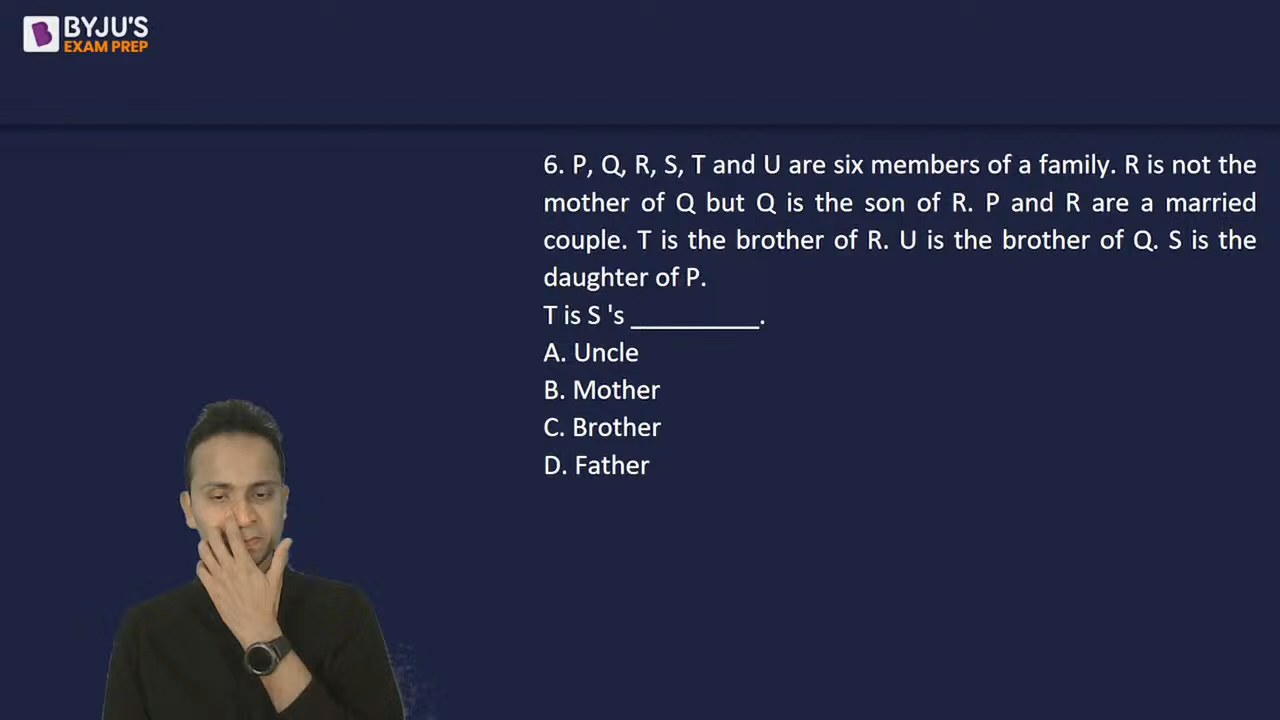 BYJU'S
EXAM PREP
6. P, Q, R, S, T and U are six members of a family. R is not the
mother of Q but Q is the son of R. P and R are a married
couple. T is the brother of R. U is the brother of Q. S is the
daughter of P.
T is S 's __________.
A. Uncle
B. Mother
C. Brother
D. Father